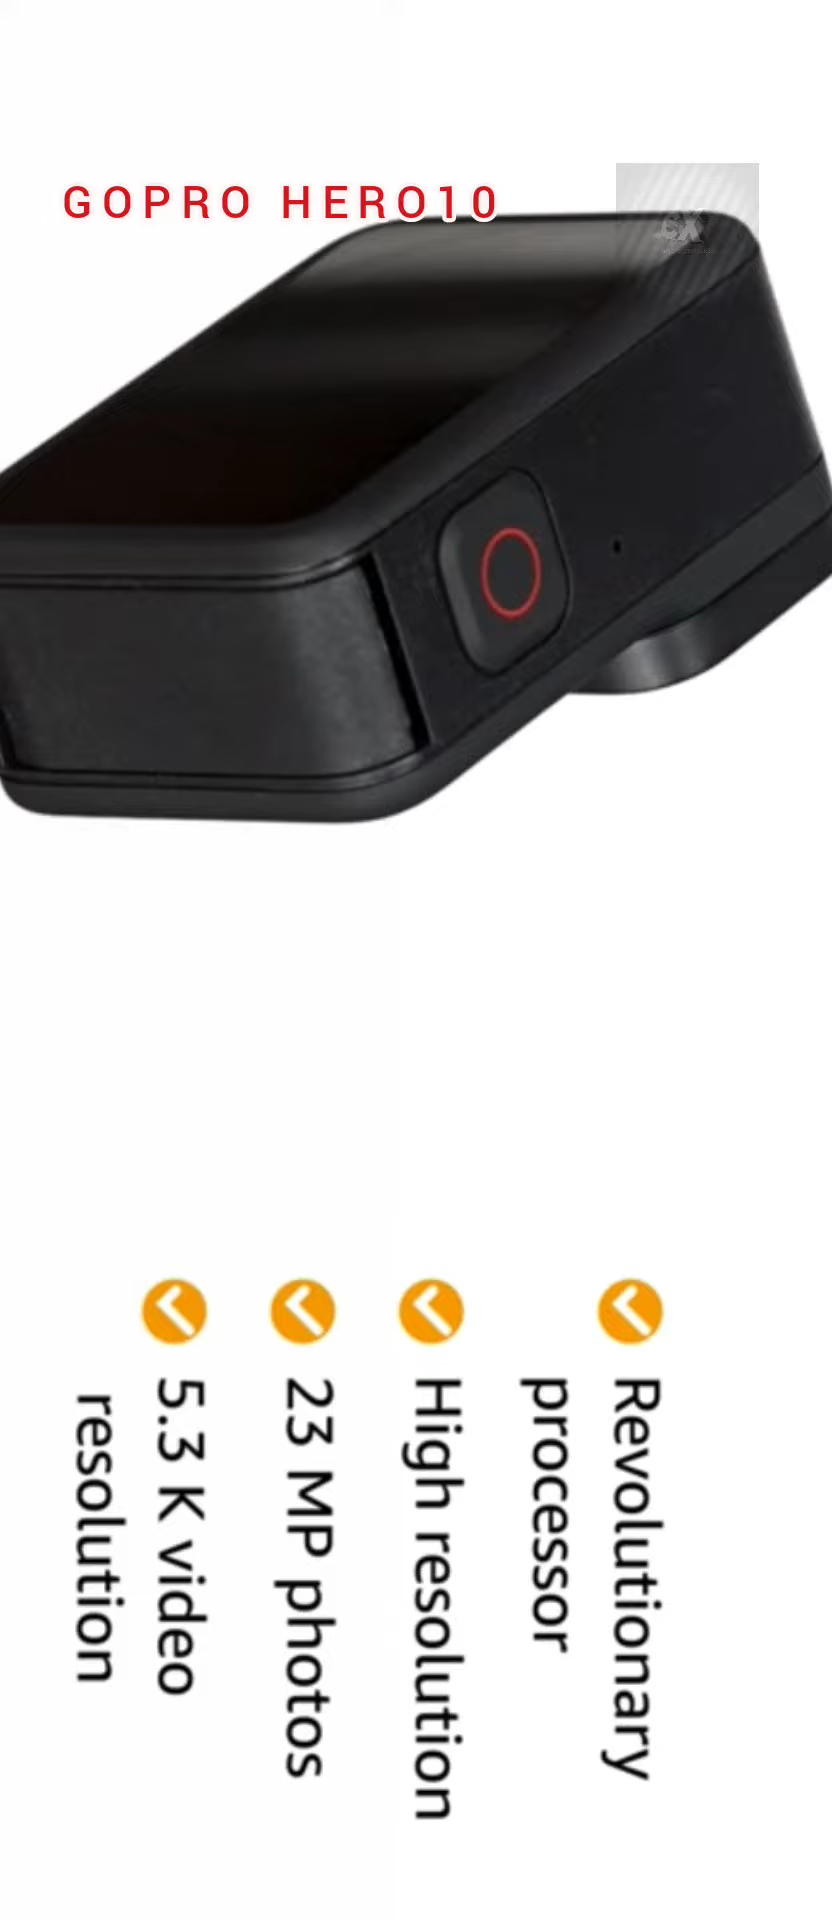 GOPRO HERO10
Revolutionary
processor
High resolution
23 MP photos
5.3 K video
resolution